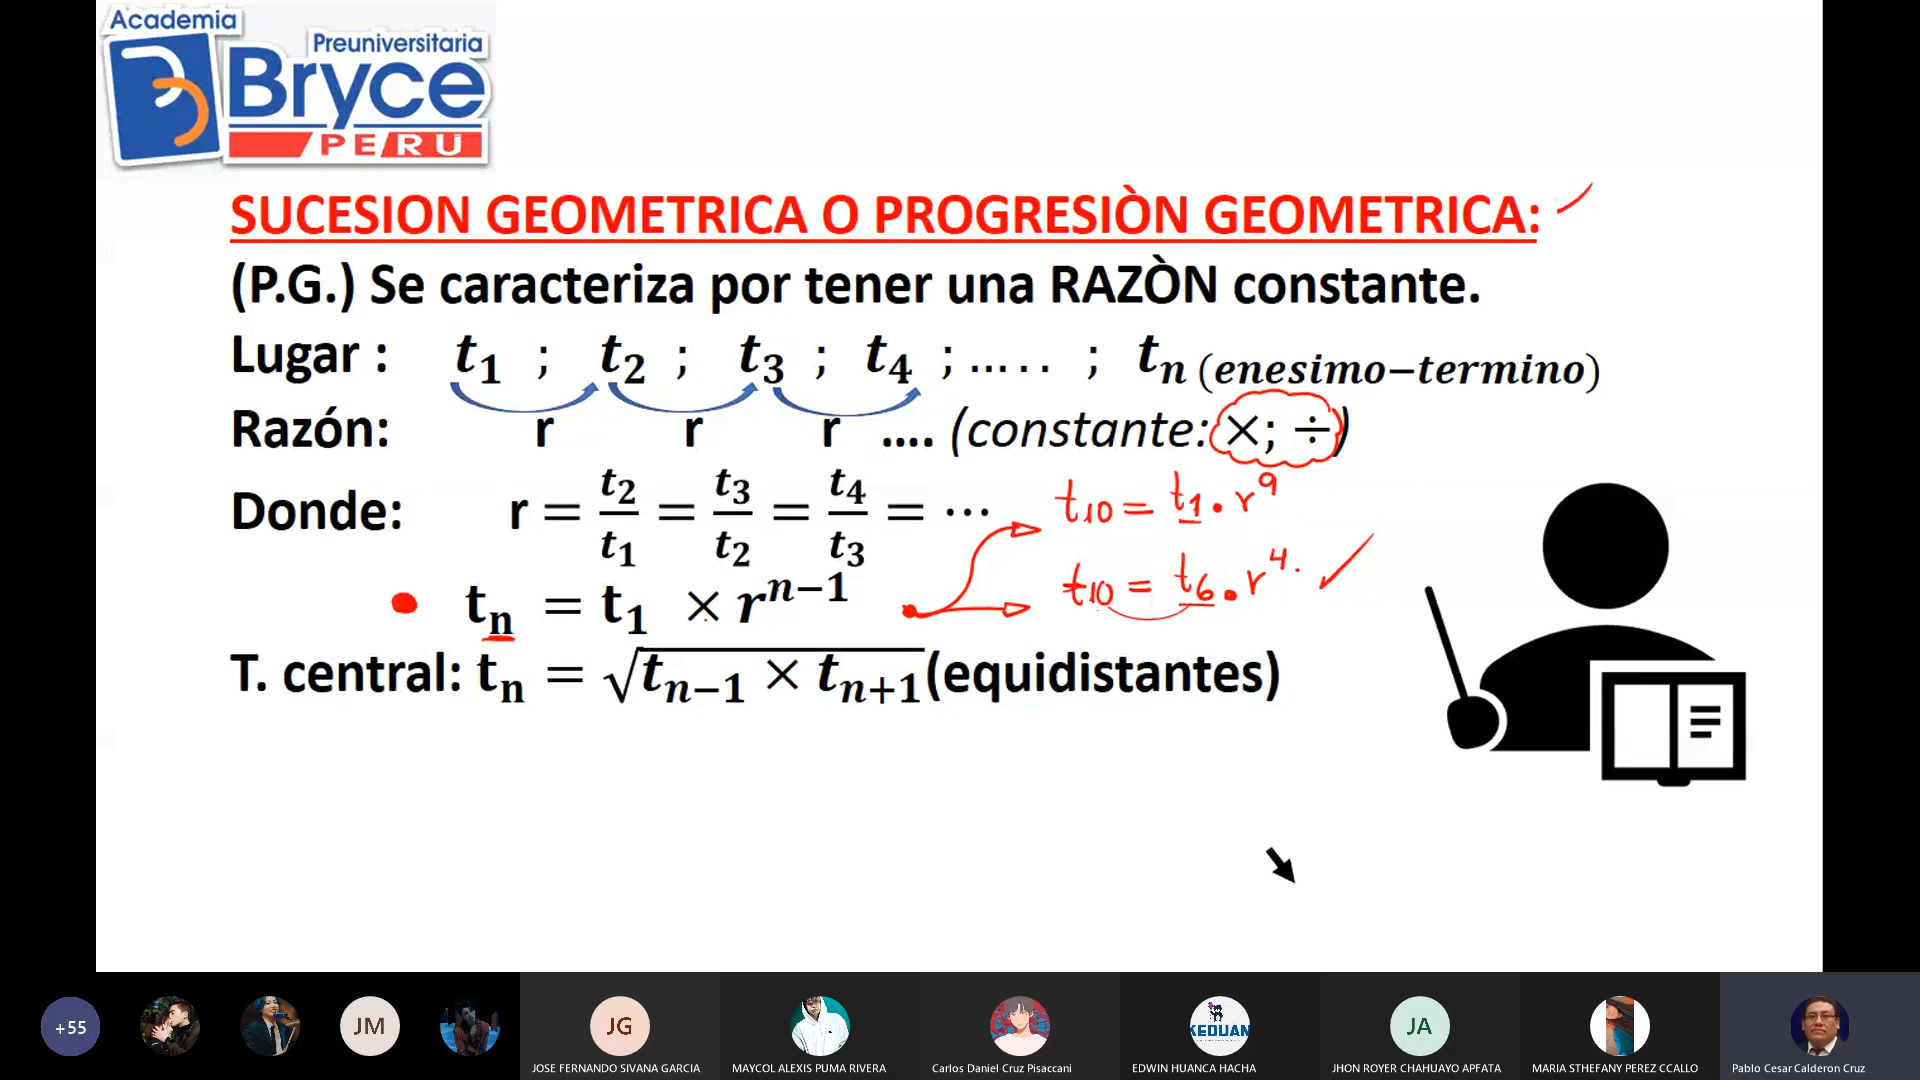 Academia
Preuniversitaria
Bryce
PERÚ
SUCESION GEOMETRICA O PROGRESIÒN GEOMETRICA:
(P.G.) Se caracteriza por tener una RAZÒN constante.
Lugar : t₁ ; t₂ ; t₃ ; t₄ ; ….. ; tₙ (enesimo−termino)
Razón: r r r …. (constante: ×; ÷)
Donde: r = t₂/t₁ = t₃/t₂ = t₄/t₃ = ⋯
t₁₀ = t₁ . r⁹
t₁₀ = t₆ . r⁴.
tₙ = t₁ × rⁿ⁻¹
T. central: tₙ = √(tₙ₋₁ × tₙ₊₁) (equidistantes)
+55
JM
JG
KEDUAN
JA
JOSE FERNANDO SIVANA GARCIA
MAYCOL ALEXIS PUMA RIVERA
Carlos Daniel Cruz Pisaccani
EDWIN HUANCA HACHA
JHON ROYER CHAHUAYO APFATA
MARIA STHEFANY PEREZ CCALLO
Pablo Cesar Calderon Cruz